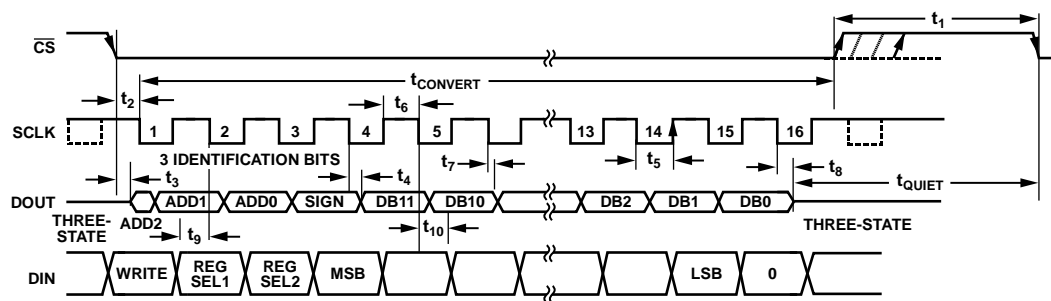 t1
CS
tCONVERT
t2
t6
SCLK
1 2 3 4 5 13 14 15 16
3 IDENTIFICATION BITS
t7
t5
t8
t3
t4
tQUIET
DOUT
ADD1 ADD0 SIGN DB11 DB10 DB2 DB1 DB0
THREE-
STATE
ADD2
THREE-STATE
t9
t10
DIN
WRITE
REG
SEL1
REG
SEL2
MSB
LSB
0